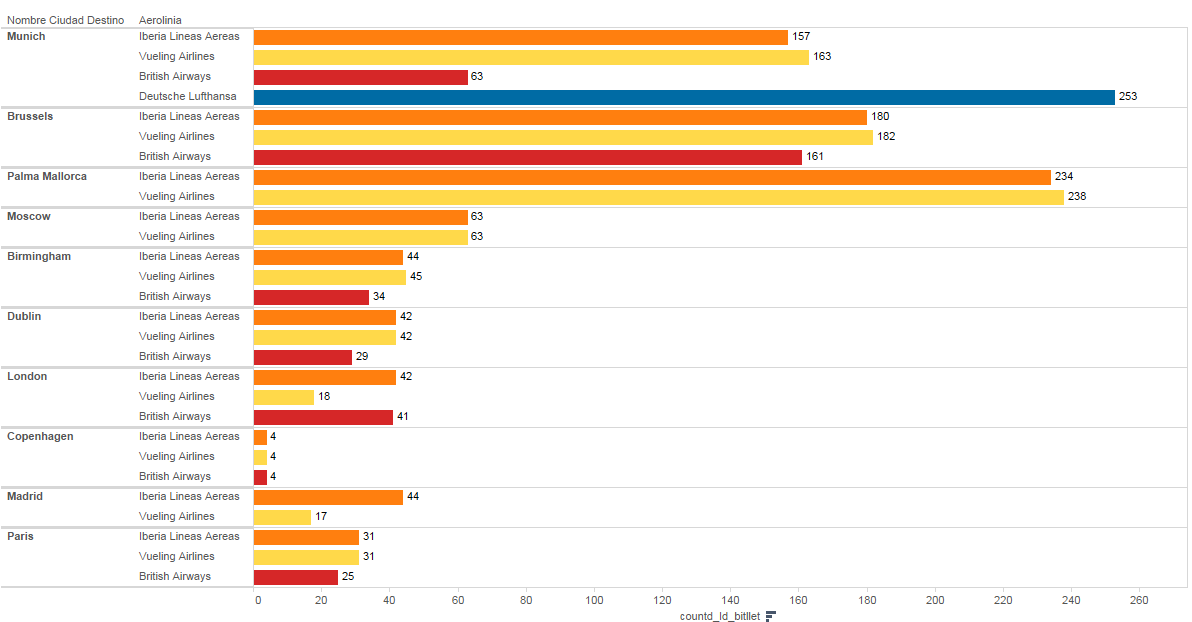 Nombre Ciudad Destino Aerolinia
Munich Iberia Lineas Aereas 157
Vueling Airlines 163
British Airways 63
Deutsche Lufthansa 253
Brussels Iberia Lineas Aereas 180
Vueling Airlines 182
British Airways 161
Palma Mallorca Iberia Lineas Aereas 234
Vueling Airlines 238
Moscow Iberia Lineas Aereas 63
Vueling Airlines 63
Birmingham Iberia Lineas Aereas 44
Vueling Airlines 45
British Airways 34
Dublin Iberia Lineas Aereas 42
Vueling Airlines 42
British Airways 29
London Iberia Lineas Aereas 42
Vueling Airlines 18
British Airways 41
Copenhagen Iberia Lineas Aereas 4
Vueling Airlines 4
British Airways 4
Madrid Iberia Lineas Aereas 44
Vueling Airlines 17
Paris Iberia Lineas Aereas 31
Vueling Airlines 31
British Airways 25
0 20 40 60 80 100 120 140 160 180 200 220 240 260
countd_Id_bitllet